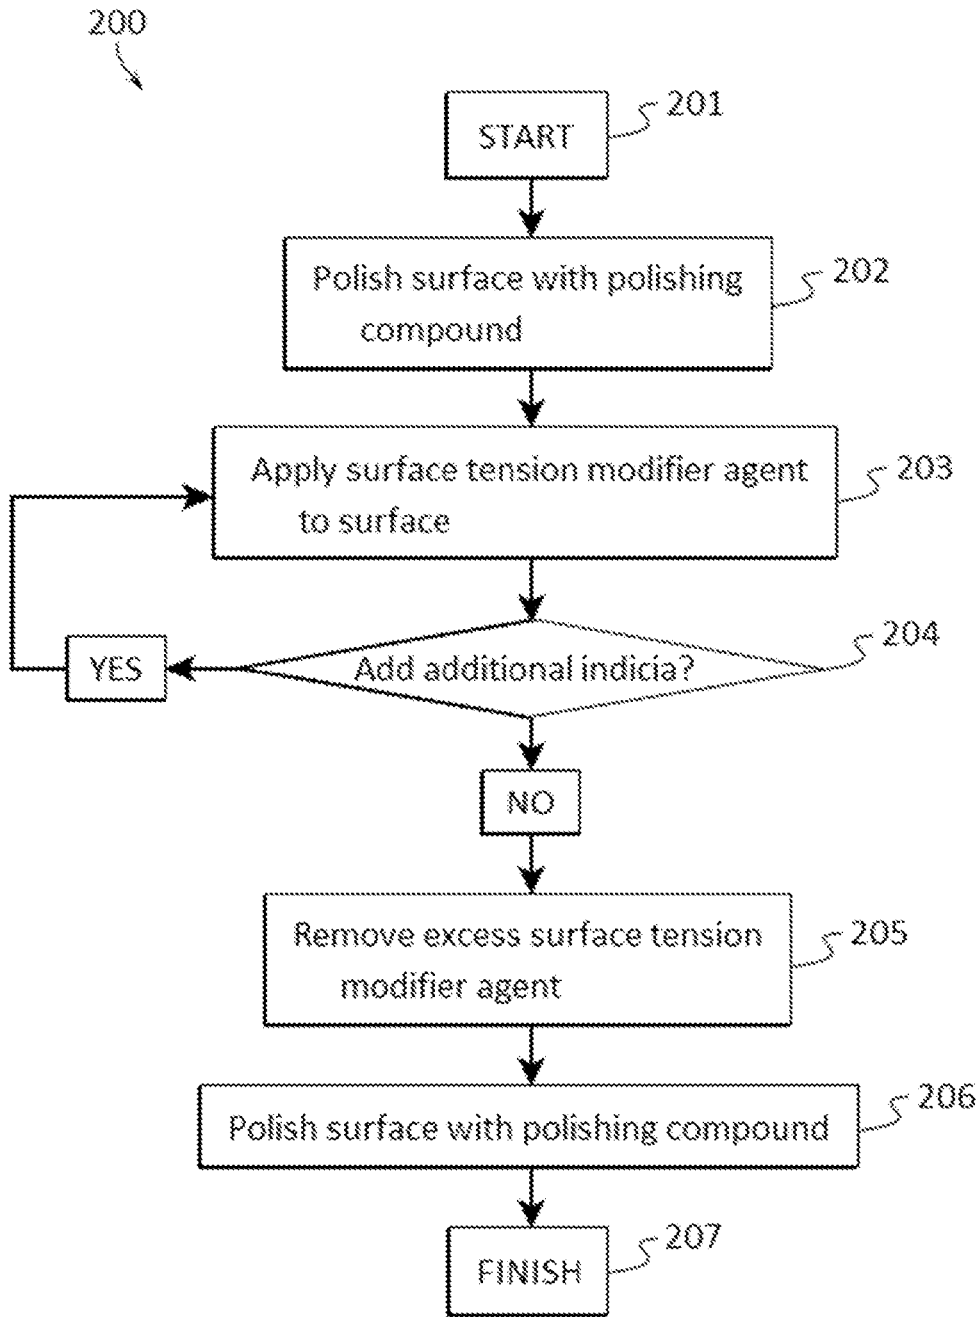 200
START
201
Polish surface with polishing
compound
202
Apply surface tension modifier agent
to surface
203
Add additional indicia?
204
YES
NO
Remove excess surface tension
modifier agent
205
Polish surface with polishing compound
206
FINISH
207